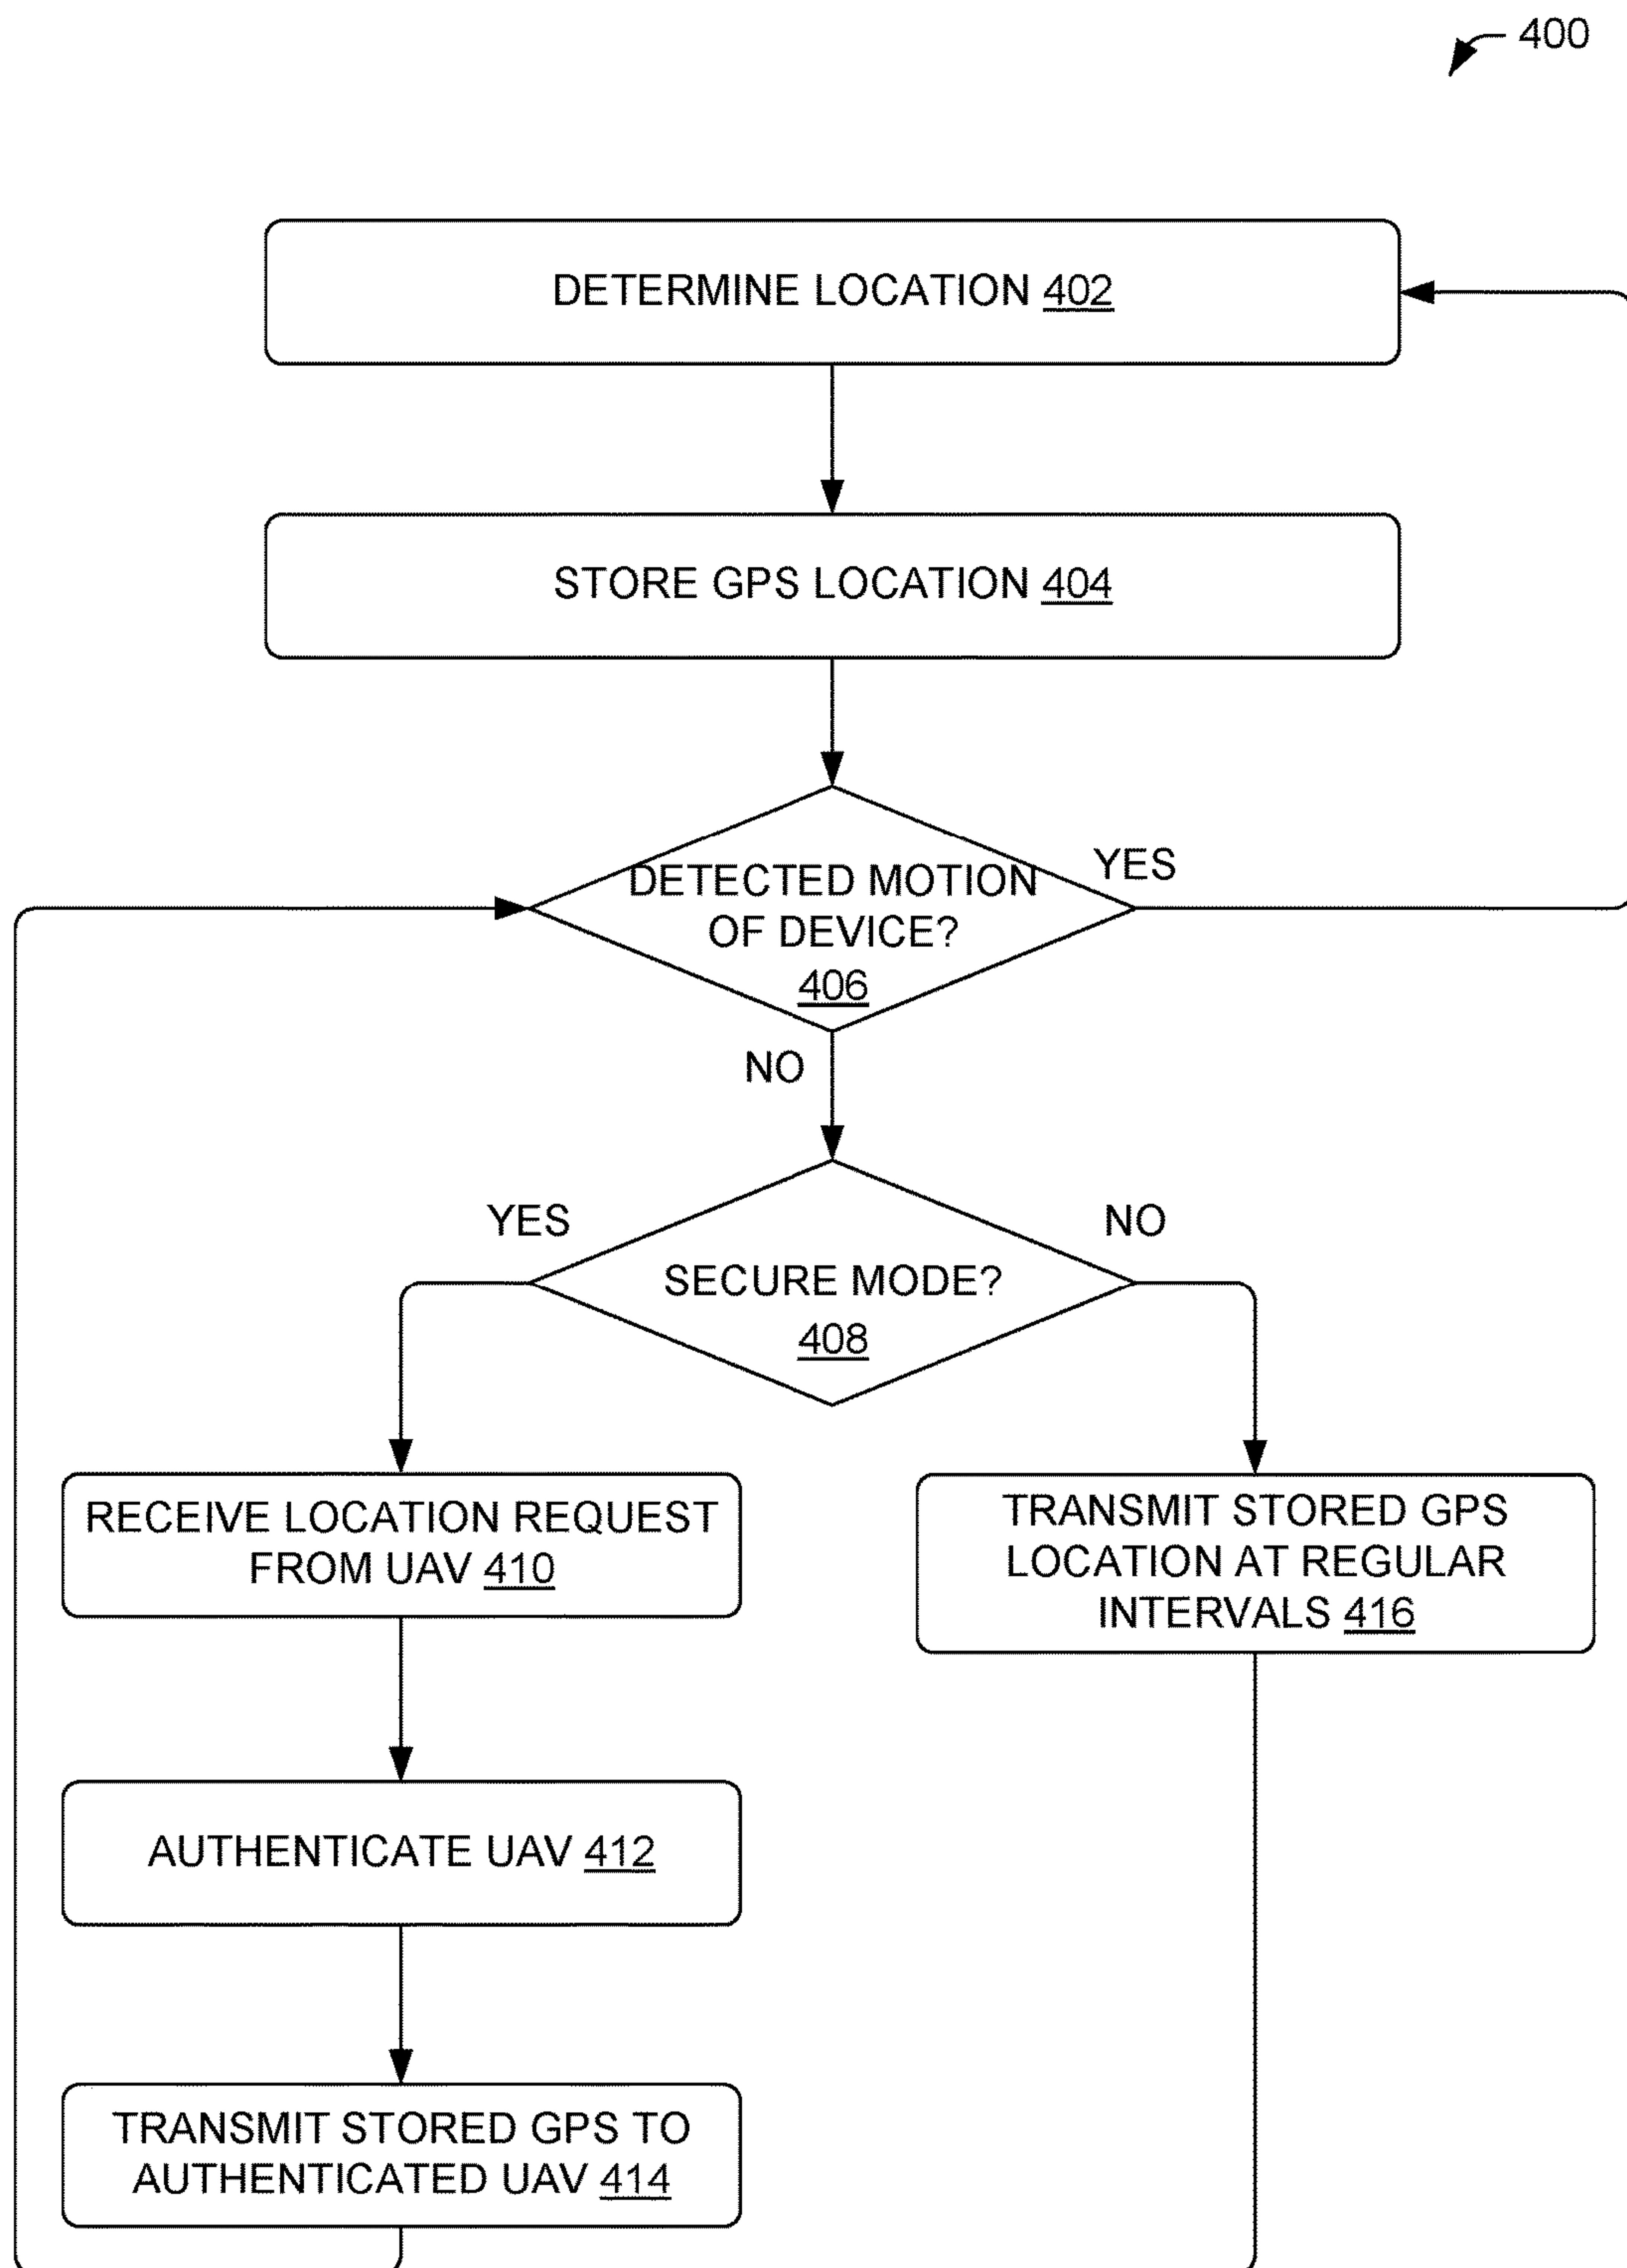 400
DETERMINE LOCATION 402
STORE GPS LOCATION 404
DETECTED MOTION
OF DEVICE?
406
YES
NO
SECURE MODE?
408
YES
NO
RECEIVE LOCATION REQUEST
FROM UAV 410
TRANSMIT STORED GPS
LOCATION AT REGULAR
INTERVALS 416
AUTHENTICATE UAV 412
TRANSMIT STORED GPS TO
AUTHENTICATED UAV 414